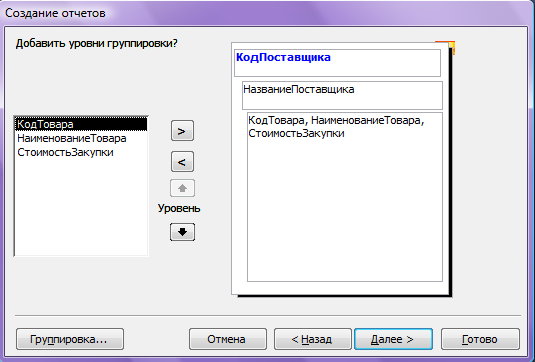 Создание отчетов
Добавить уровни группировки?
КодТовара
НаименованиеТовара
СтоимостьЗакупки
>
<
Уровень
КодПоставщика
НазваниеПоставщика
КодТовара, НаименованиеТовара,
СтоимостьЗакупки
Группировка...
Отмена
< Назад
Далее >
Готово